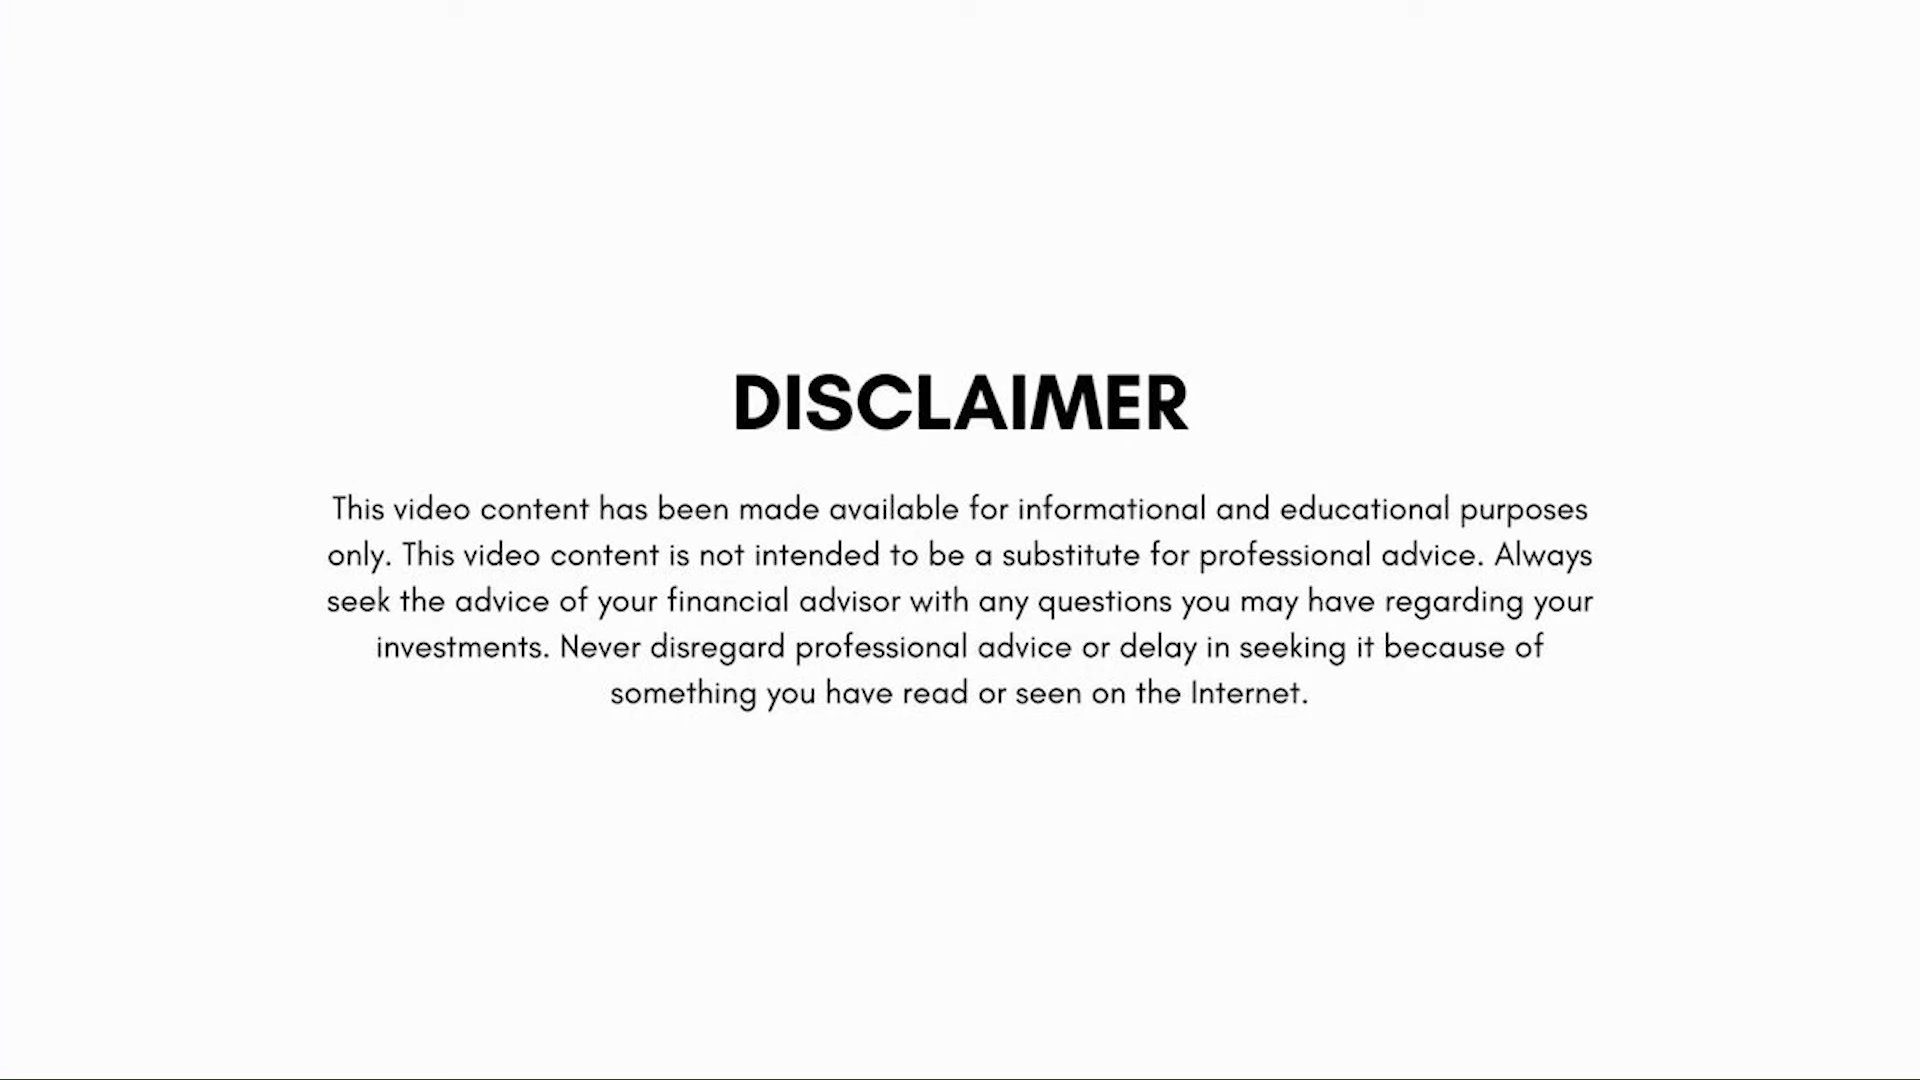 DISCLAIMER
This video content has been made available for informational and educational purposes
only. This video content is not intended to be a substitute for professional advice. Always
seek the advice of your financial advisor with any questions you may have regarding your
investments. Never disregard professional advice or delay in seeking it because of
something you have read or seen on the Internet.